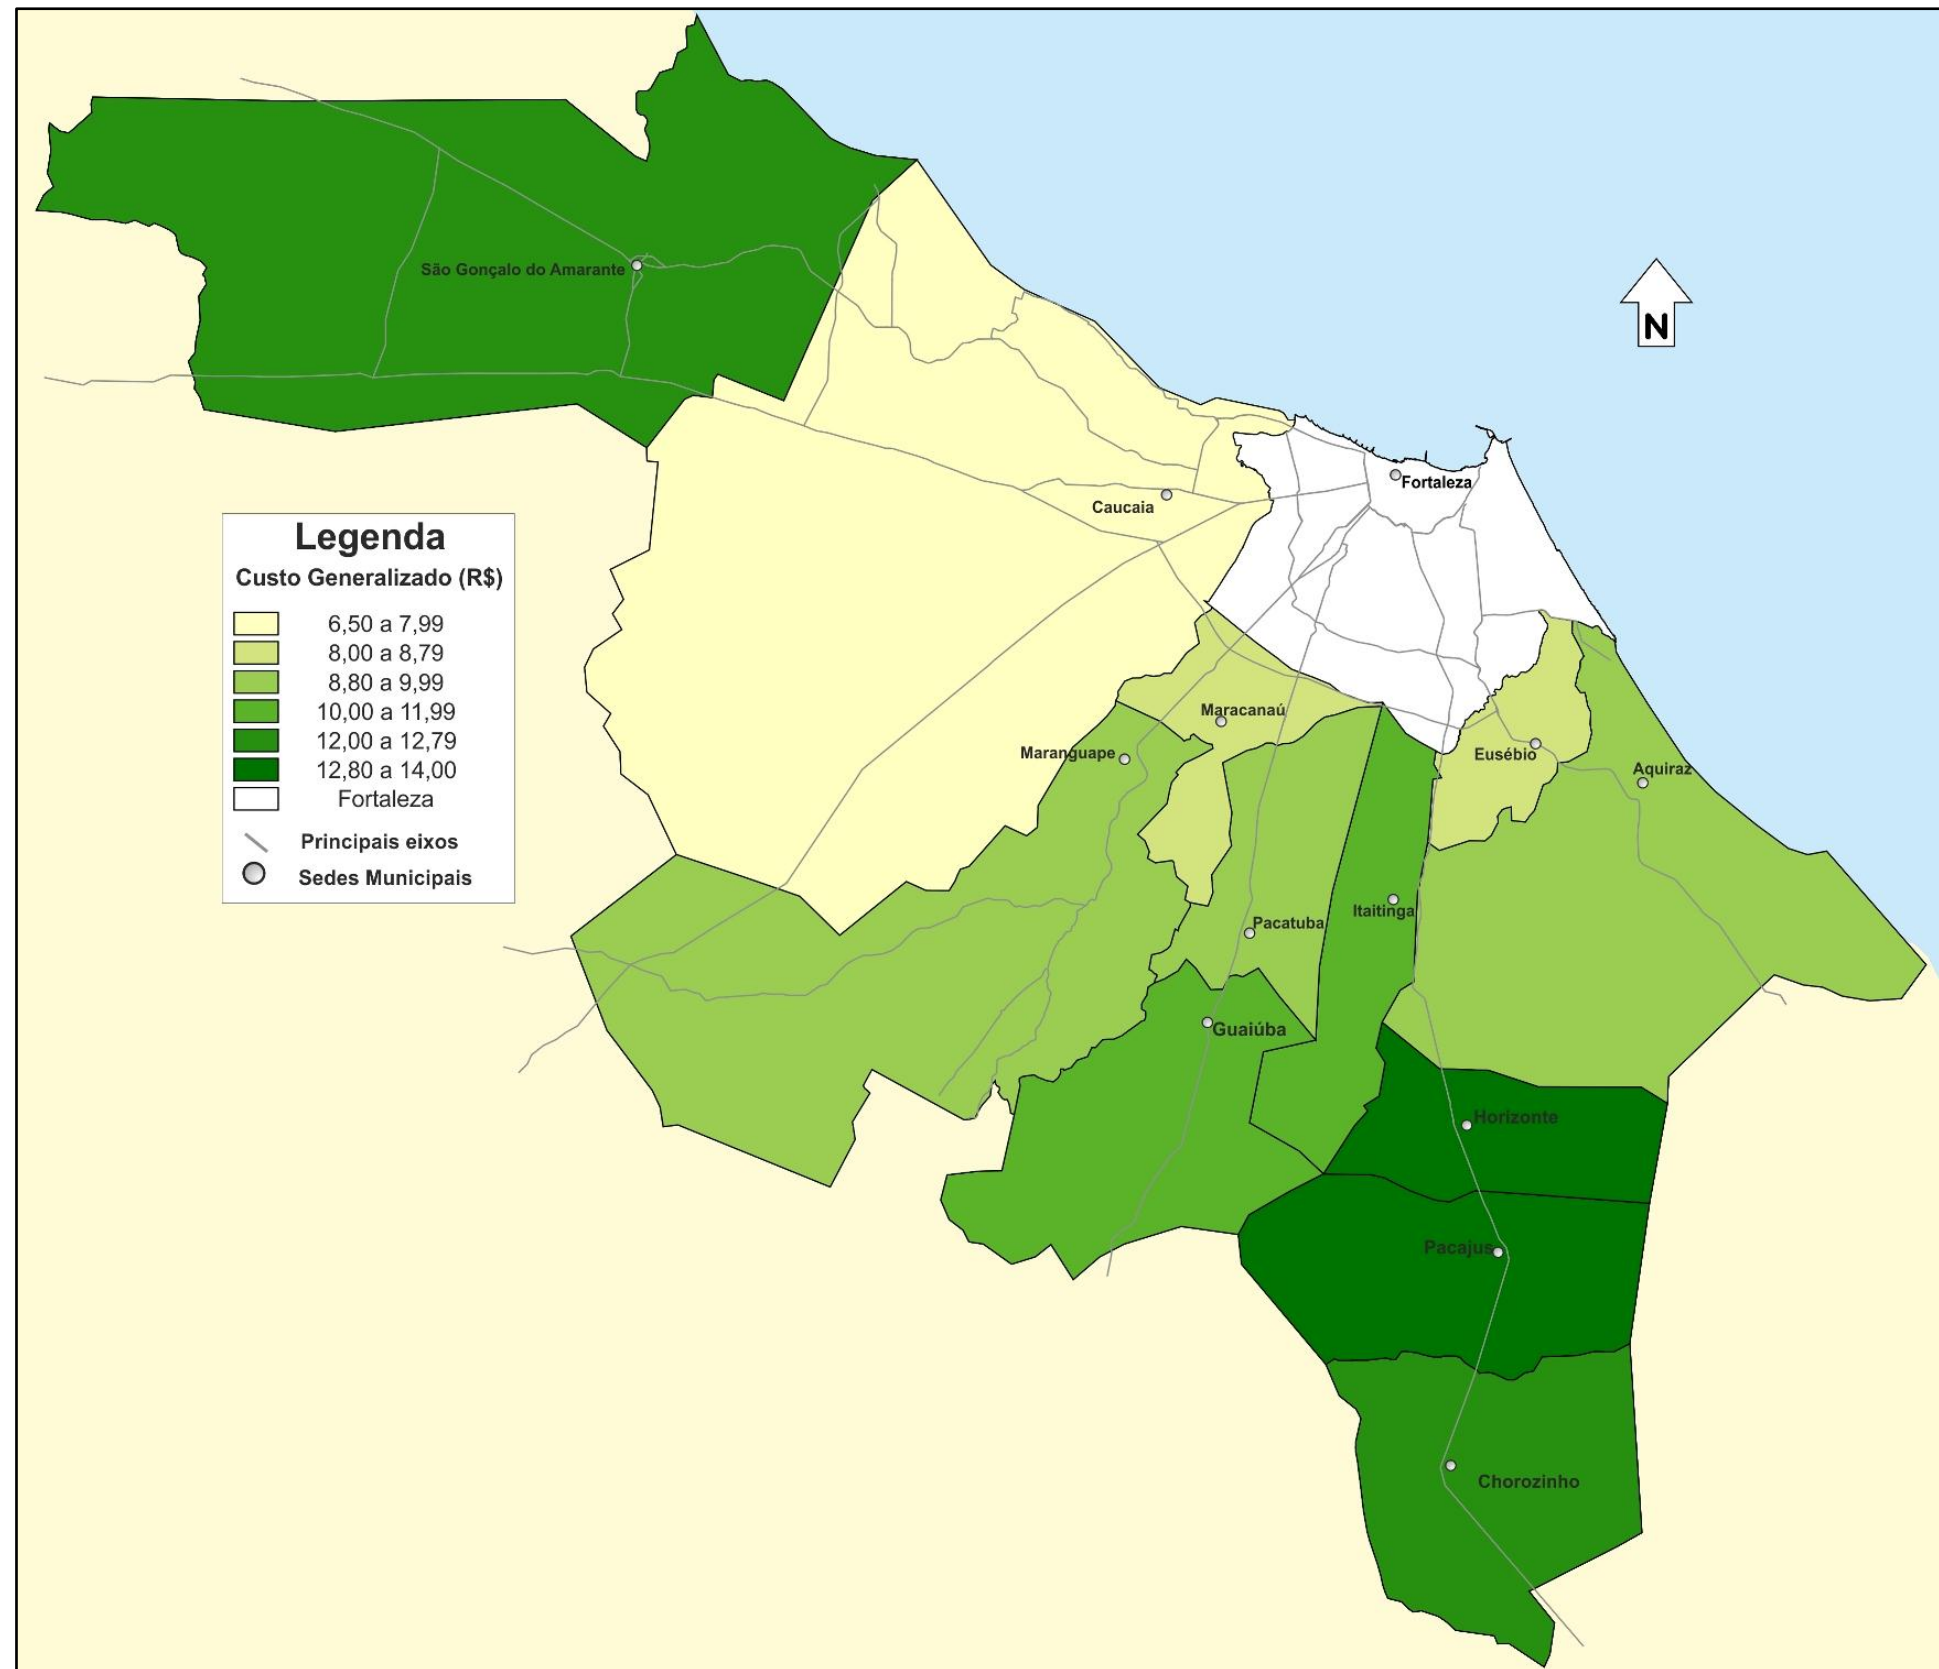 São Gonçalo do Amarante
N
Fortaleza
Caucaia
Legenda
Custo Generalizado (R$)
6,50 a 7,99
8,00 a 8,79
8,80 a 9,99
10,00 a 11,99
12,00 a 12,79
12,80 a 14,00
Fortaleza
Principais eixos
Sedes Municipais
Maracanaú
Maranguape
Eusébio
Aquiraz
Itaitinga
Pacatuba
Guaiúba
Horizonte
Pacajus
Chorozinho